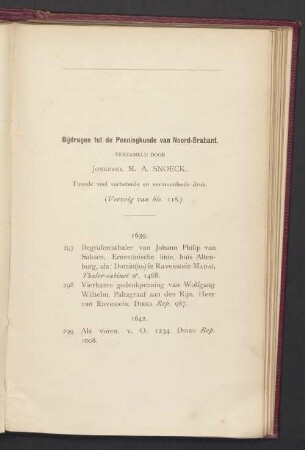 Bijdragen tot de Penningkunde van Noord-Brabant.
VERZAMELD DOOR
M. A. SNOECK.
Tweede veel verbeterde en vermeerderde druk.
(Vervolg van blz. 118.)
1639.
297 Begrafenisthaler van Johann Philip van
Saksen, Ernestinische linie, huis Alten-
burg, als Domin(us) in Ravenstein MADAI,
Thaler-cabinet no. 1468.
298 Vierkante gedenkpenning van Wolfgang
Wilhelm, Paltzgraaf aan den Rijn, Heer
van Ravenstein. DIRKS Rep. 987.
1642.
299 Als voren. v. O. 1234. DIRKS Rep.
1008.